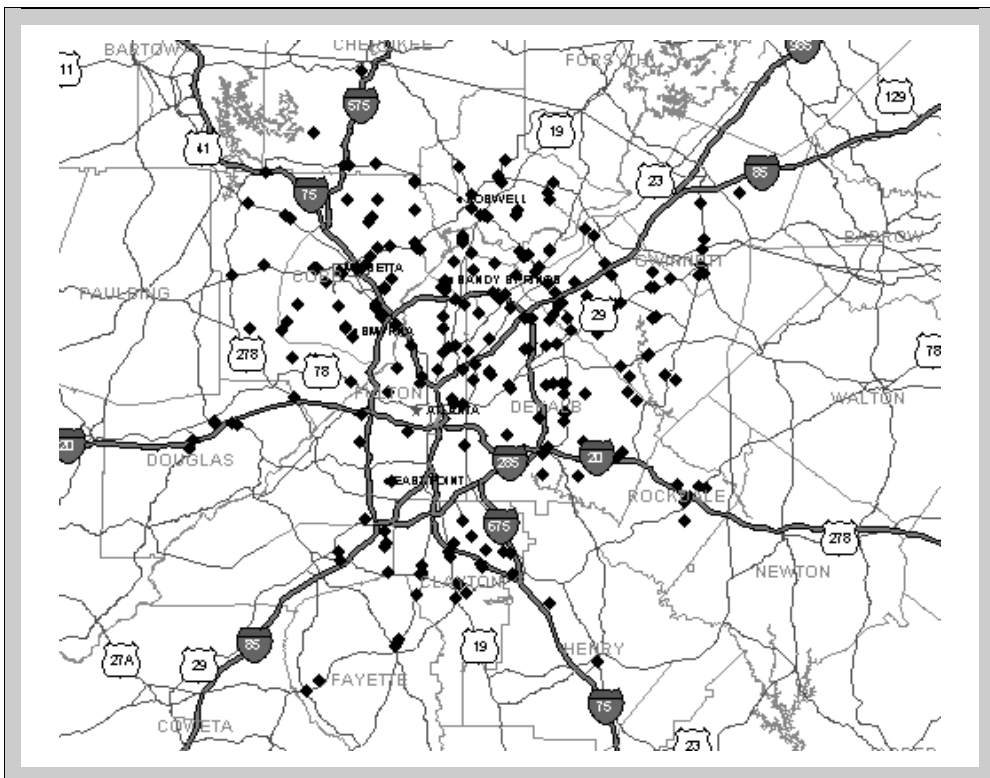 BARTOW
CHEROKEE
FORSYTH
11
985
575
129
19
41
23
85
75
ROSWELL
BARROW
GWINNETT
MARIETTA
SANDY SPRINGS
PAULDING
29
SMYRNA
278
78
78
FULTON
WALTON
ATLANTA
DEKALB
20
DOUGLAS
285
20
EAST POINT
ROCKDALE
675
278
NEWTON
CLAYTON
85
19
HENRY
27A
29
FAYETTE
75
COWETA
23